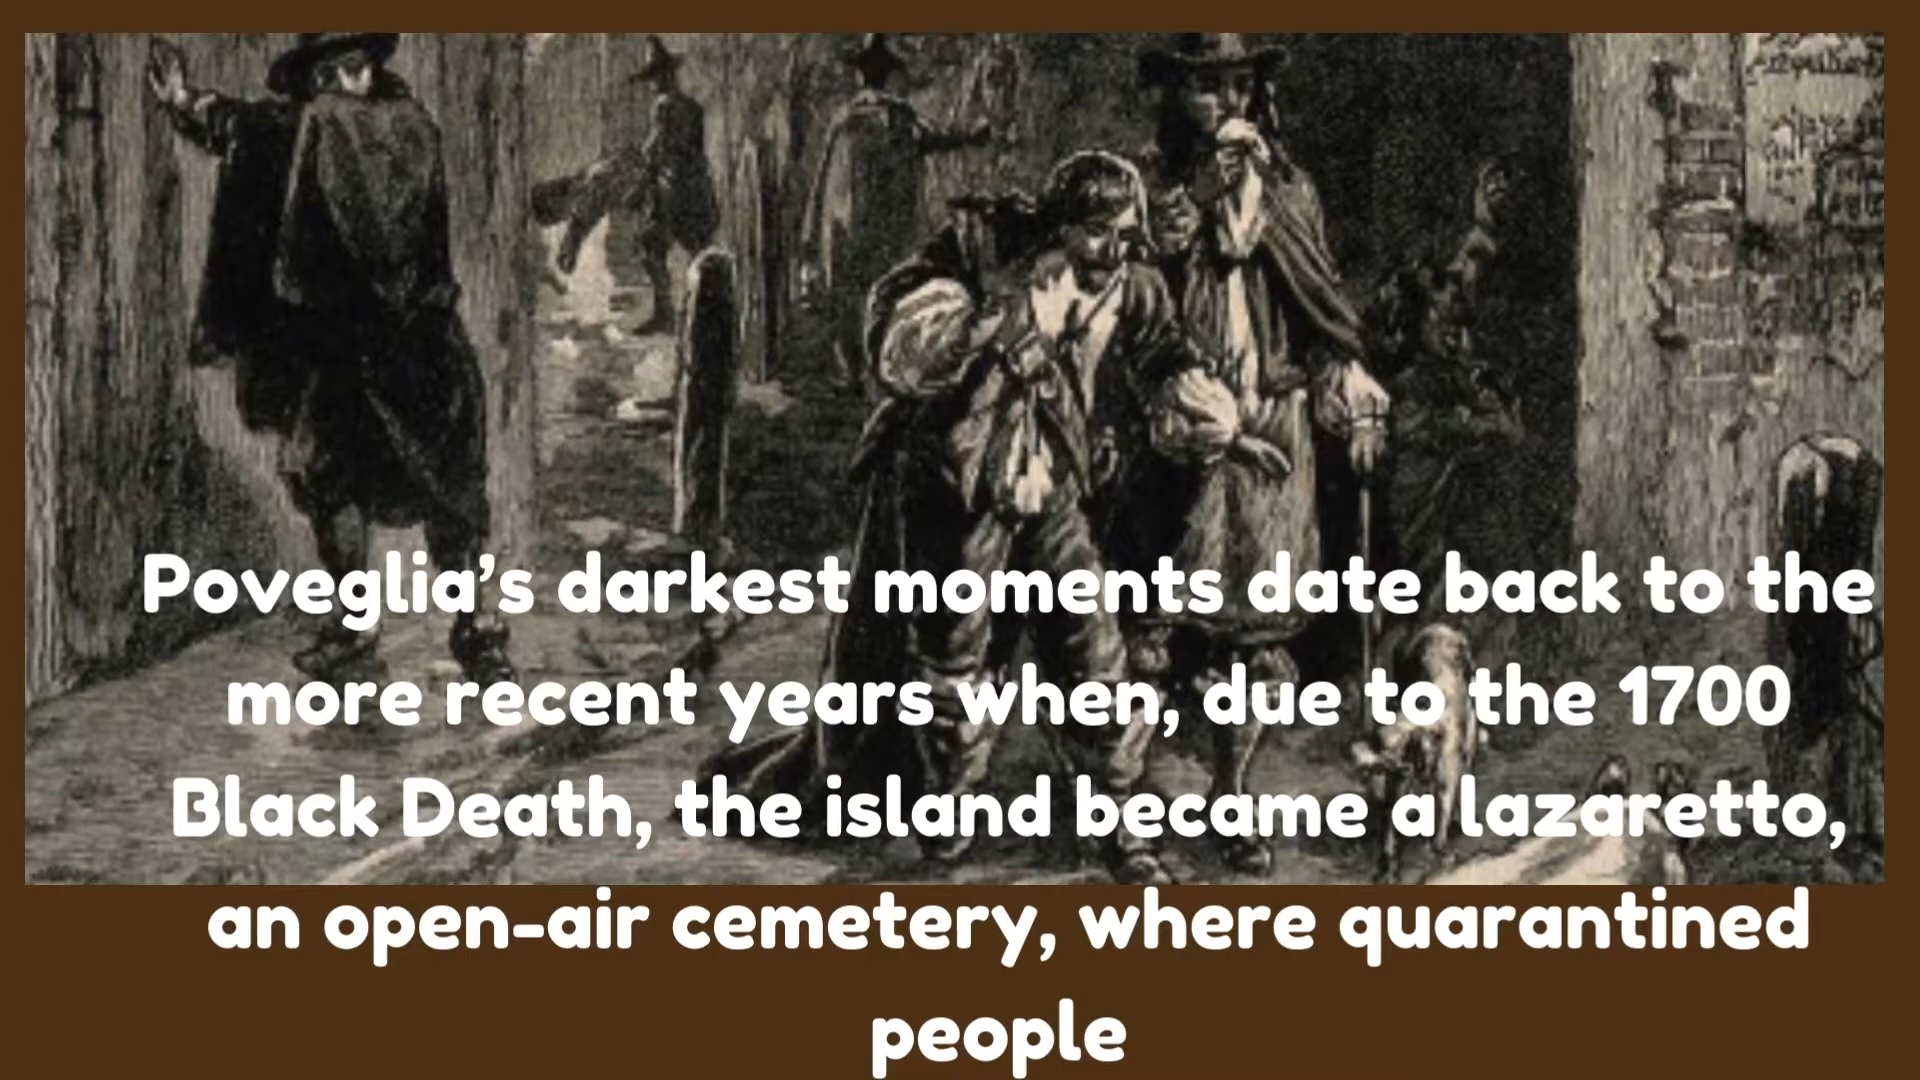 Poveglia’s darkest moments date back to the
more recent years when, due to the 1700
Black Death, the island became a lazaretto,
an open-air cemetery, where quarantined
people